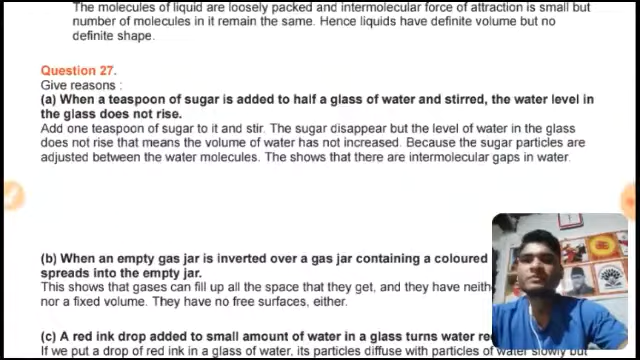 The molecules of liquid are loosely packed and intermolecular force of attraction is small but
number of molecules in it remain the same. Hence liquids have definite volume but no
definite shape.
Question 27.
Give reasons :
(a) When a teaspoon of sugar is added to half a glass of water and stirred, the water level in
the glass does not rise.
Add one teaspoon of sugar to it and stir. The sugar disappear but the level of water in the glass
does not rise that means the volume of water has not increased. Because the sugar particles are
adjusted between the water molecules. The shows that there are intermolecular gaps in water.
(b) When an empty gas jar is inverted over a gas jar containing a coloured
spreads into the empty jar.
This shows that gases can fill up all the space that they get, and they have
nor a fixed volume. They have no free surfaces, either.
(c) A red ink drop added to small amount of water in a glass turns water
If we put a drop of red ink in a glass of water, its particles diffuse with particles of water slowly but